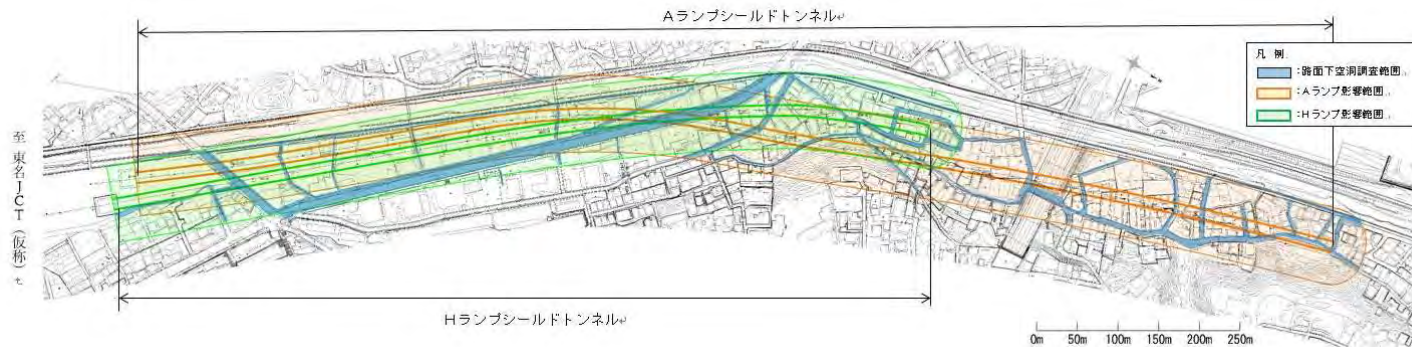 Aランプシールドトンネル
凡 例
:路面下空洞調査範囲
:Aランプ影響範囲
:Hランプ影響範囲
至 東名JCT(仮称)
Hランプシールドトンネル
0m 50m 100m 150m 200m 250m